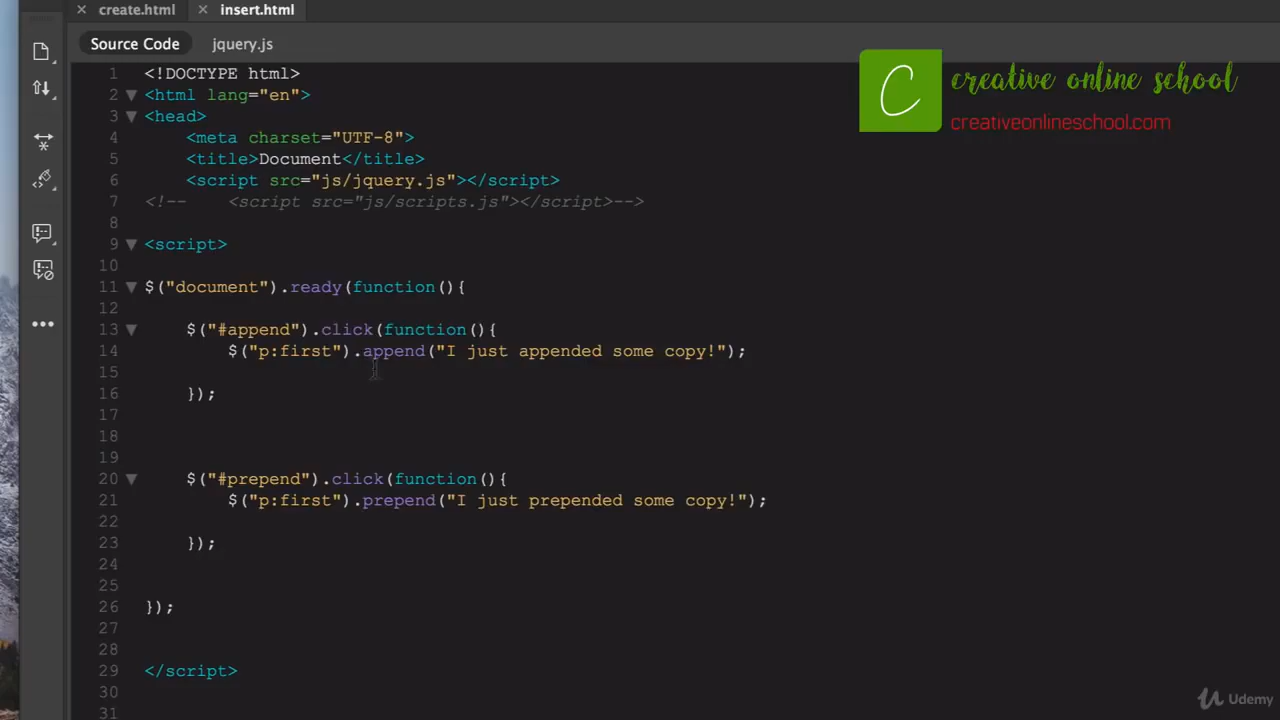 create.html
insert.html
Source Code
jquery.js
1 <!DOCTYPE html>
2 <html lang="en">
3 <head>
4 <meta charset="UTF-8">
5 <title>Document</title>
6 <script src="js/jquery.js"></script>
7 <!-- <script src="js/scripts.js"></script>-->
8
9 <script>
10
11 $("document").ready(function(){
12
13 $("#append").click(function(){
14 $("p:first").append("I just appended some copy!");
15
16 });
17
18
19
20 $("#prepend").click(function(){
21 $("p:first").prepend("I just prepended some copy!");
22
23 });
24
25
26 });
27
28
29 </script>
30
31
C creative online school
creativeonlineschool.com
Udemy